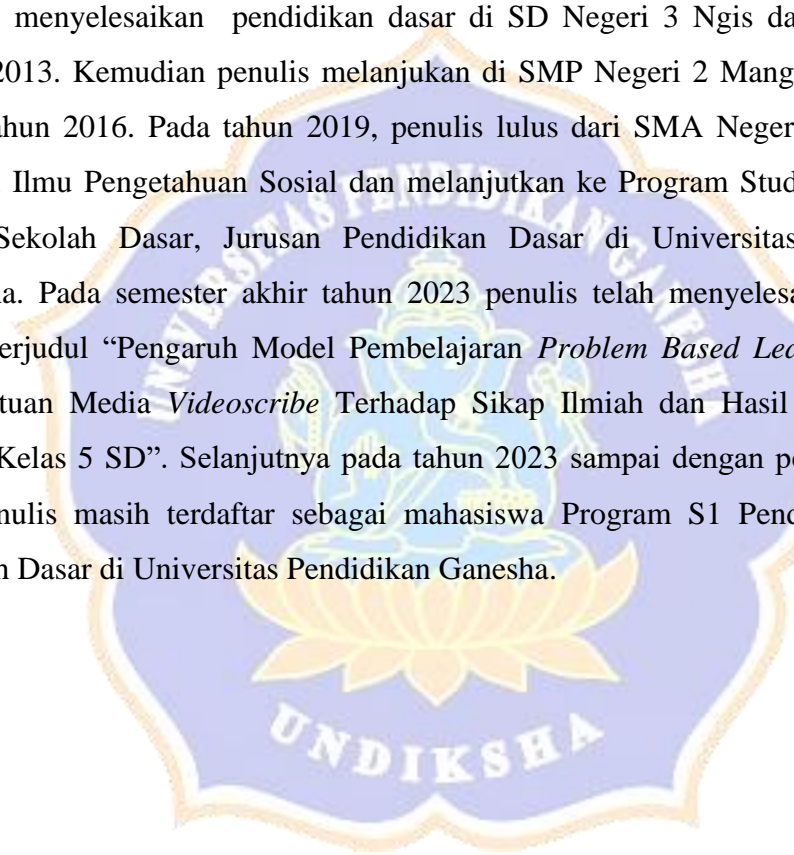 menyelesaikan pendidikan dasar di SD Negeri 3 Ngis da
2013. Kemudian penulis melanjukan di SMP Negeri 2 Mang
ahun 2016. Pada tahun 2019, penulis lulus dari SMA Neger
Ilmu Pengetahuan Sosial dan melanjutkan ke Program Stud
Sekolah Dasar, Jurusan Pendidikan Dasar di Universitas
a. Pada semester akhir tahun 2023 penulis telah menyelesa
erjudul “Pengaruh Model Pembelajaran Problem Based Lea
tuan Media Videoscribe Terhadap Sikap Ilmiah dan Hasil
Kelas 5 SD”. Selanjutnya pada tahun 2023 sampai dengan pe
nulis masih terdaftar sebagai mahasiswa Program S1 Pend
n Dasar di Universitas Pendidikan Ganesha.
UNIVERSITAS PENDIDIKAN GANESHA
UNDIKSHA